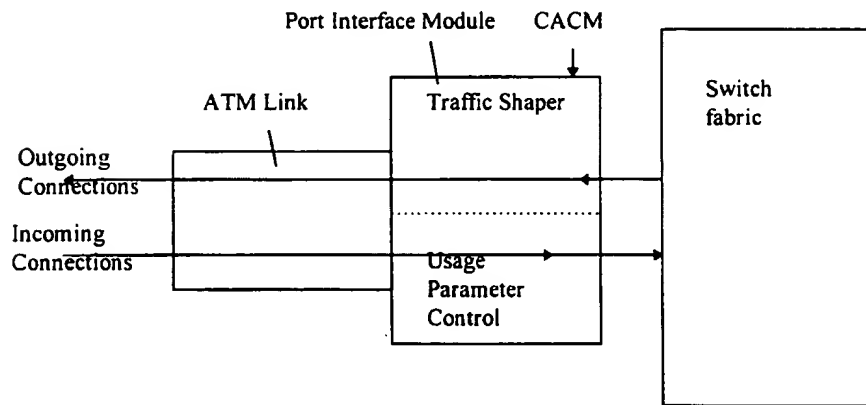 Port Interface Module
CACM
ATM Link
Traffic Shaper
Switch
fabric
Outgoing
Connections
Incoming
Connections
Usage
Parameter
Control